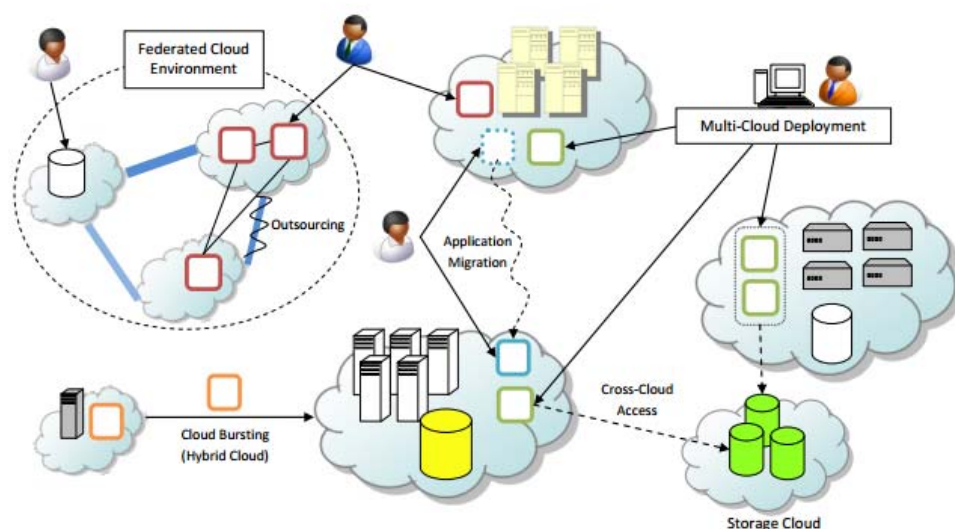 Federated Cloud
Environment
Multi-Cloud Deployment
Outsourcing
Application
Migration
Cross-Cloud
Access
Cloud Bursting
(Hybrid Cloud)
Storage Cloud